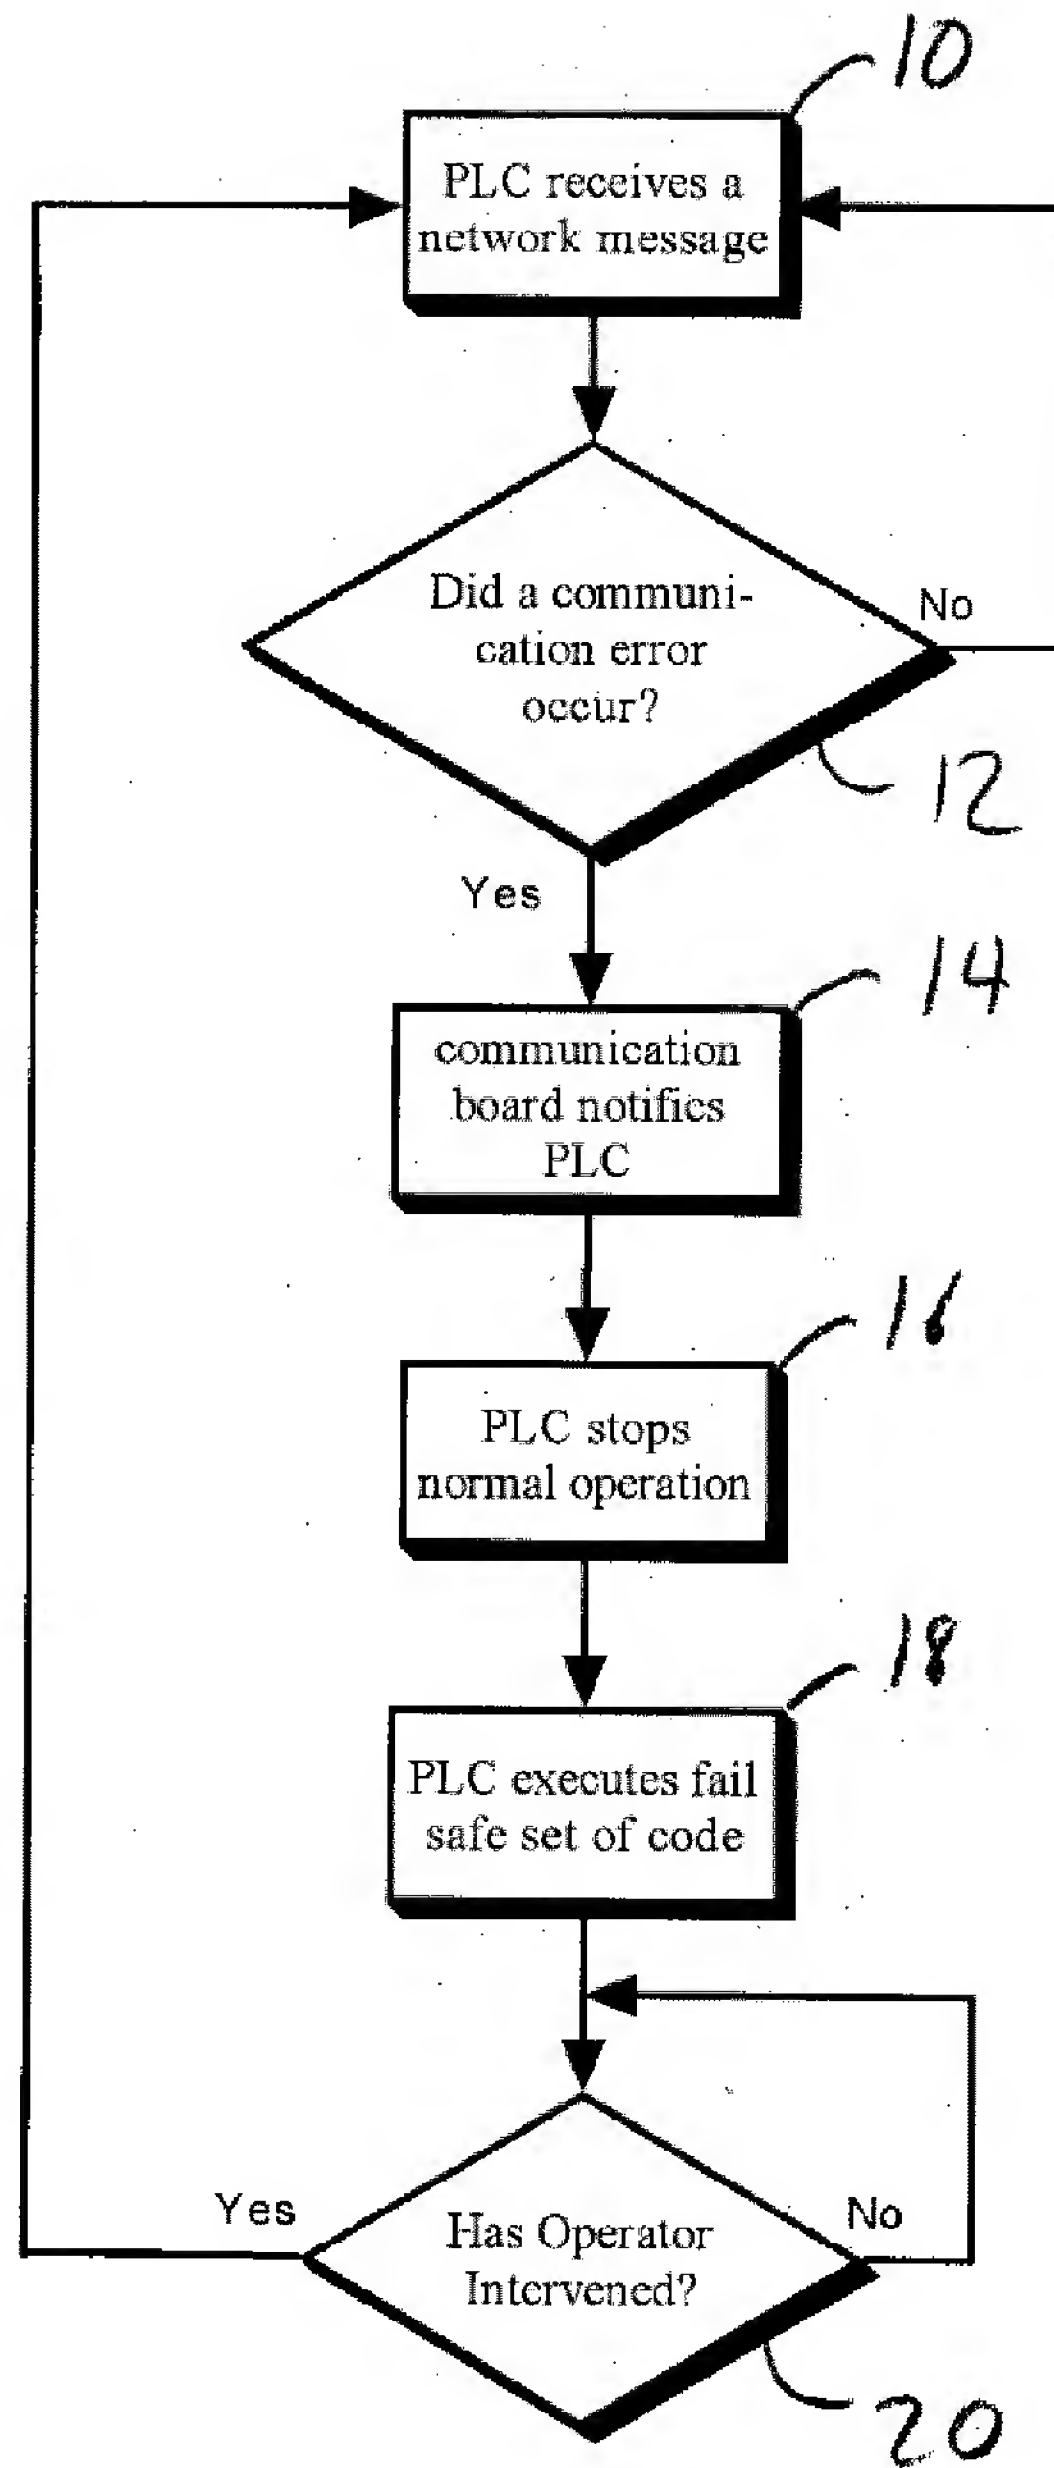 10
PLC receives a
network message
Did a communi-
cation error
occur?
No
12
Yes
14
communication
board notifies
PLC
16
PLC stops
normal operation
18
PLC executes fail
safe set of code
Yes
Has Operator
Intervened?
No
20